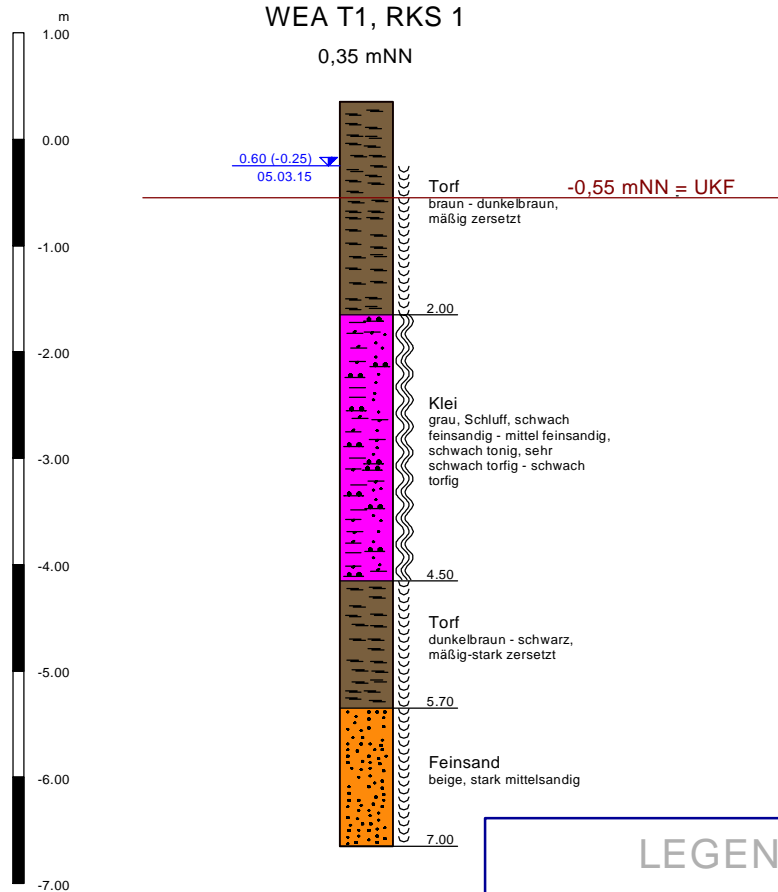 WEA T1, RKS 1
0,35 mNN
m
1.00
0.00
-1.00
-2.00
-3.00
-4.00
-5.00
-6.00
-7.00
0.60 (-0.25)
05.03.15
-0,55 mNN = UKF
Torf
braun - dunkelbraun,
mäßig zersetzt
2.00
Klei
grau, Schluff, schwach
feinsandig - mittel feinsandig,
schwach tonig, sehr
schwach torfig - schwach
torfig
4.50
Torf
dunkelbraun - schwarz,
mäßig-stark zersetzt
5.70
Feinsand
beige, stark mittelsandig
7.00
LEGEN